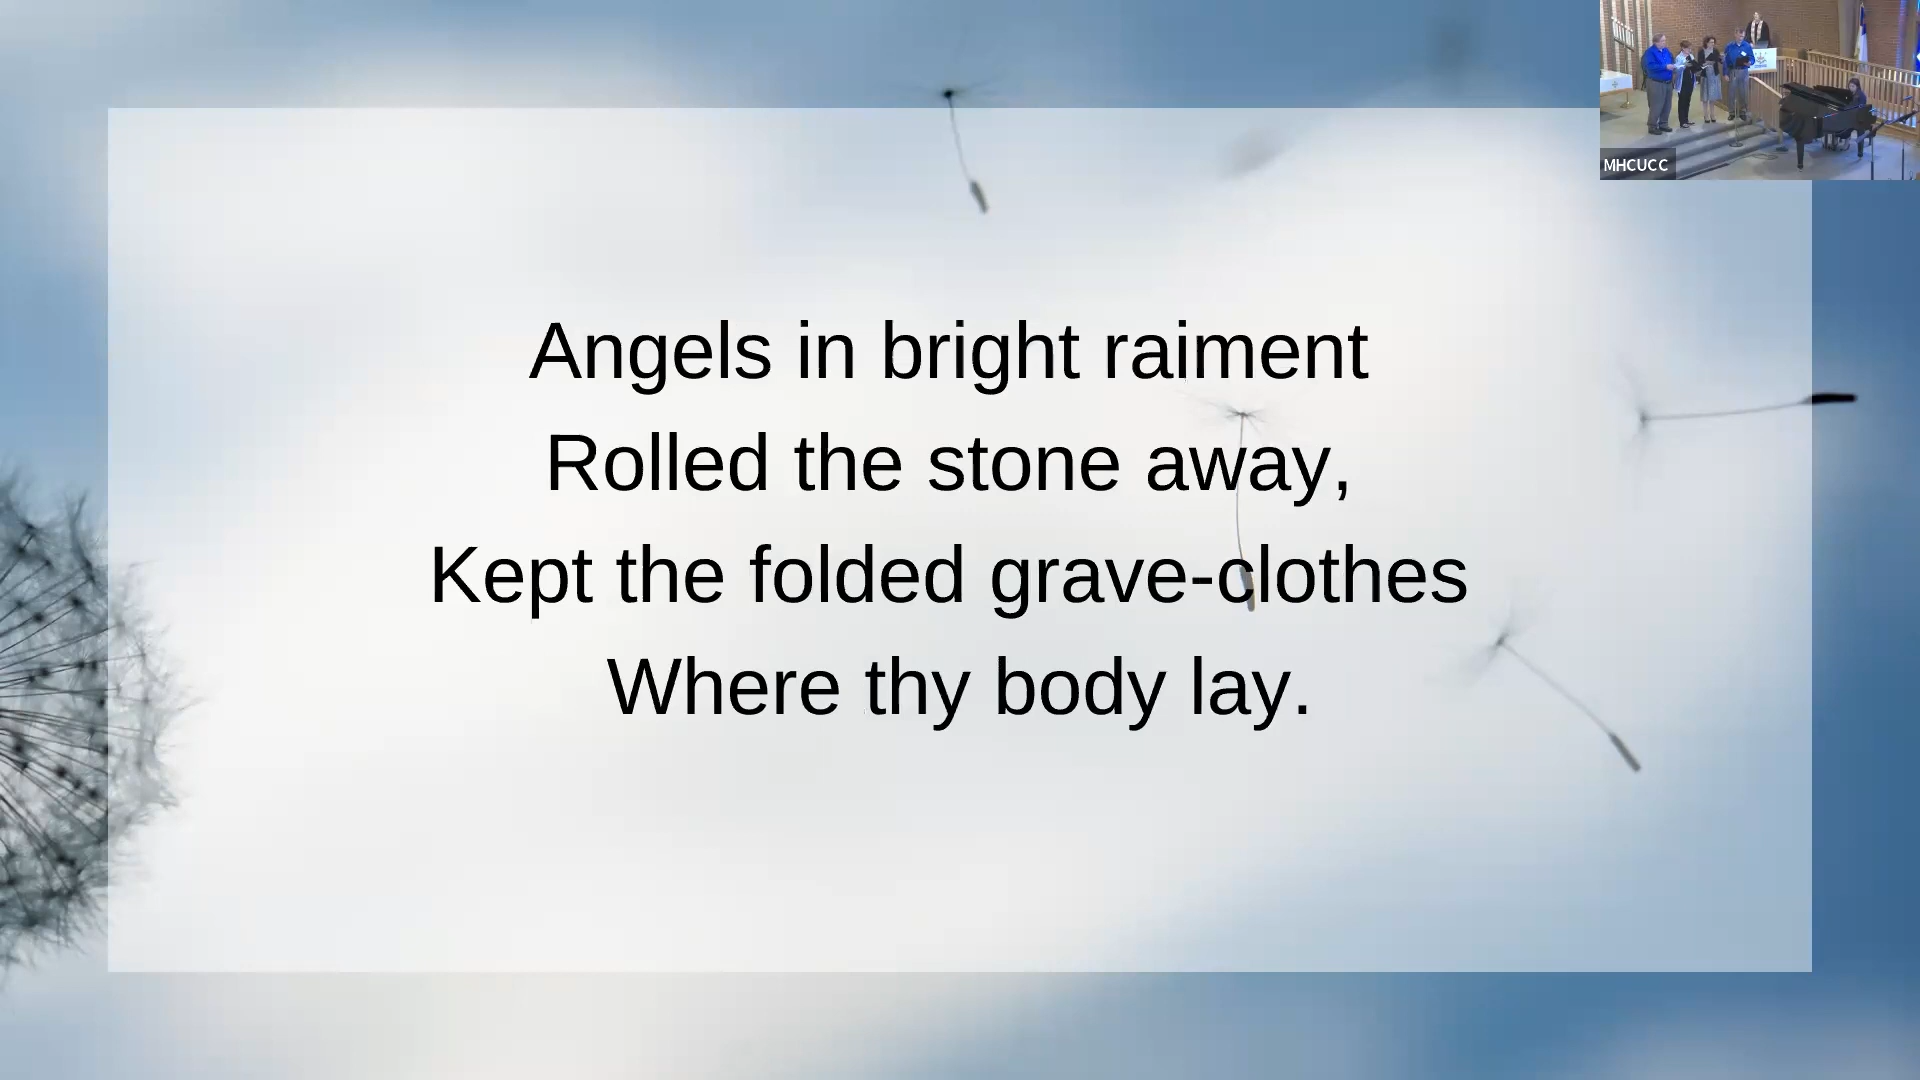 MHCUCC
Angels in bright raiment
Rolled the stone away,
Kept the folded grave-clothes
Where thy body lay.